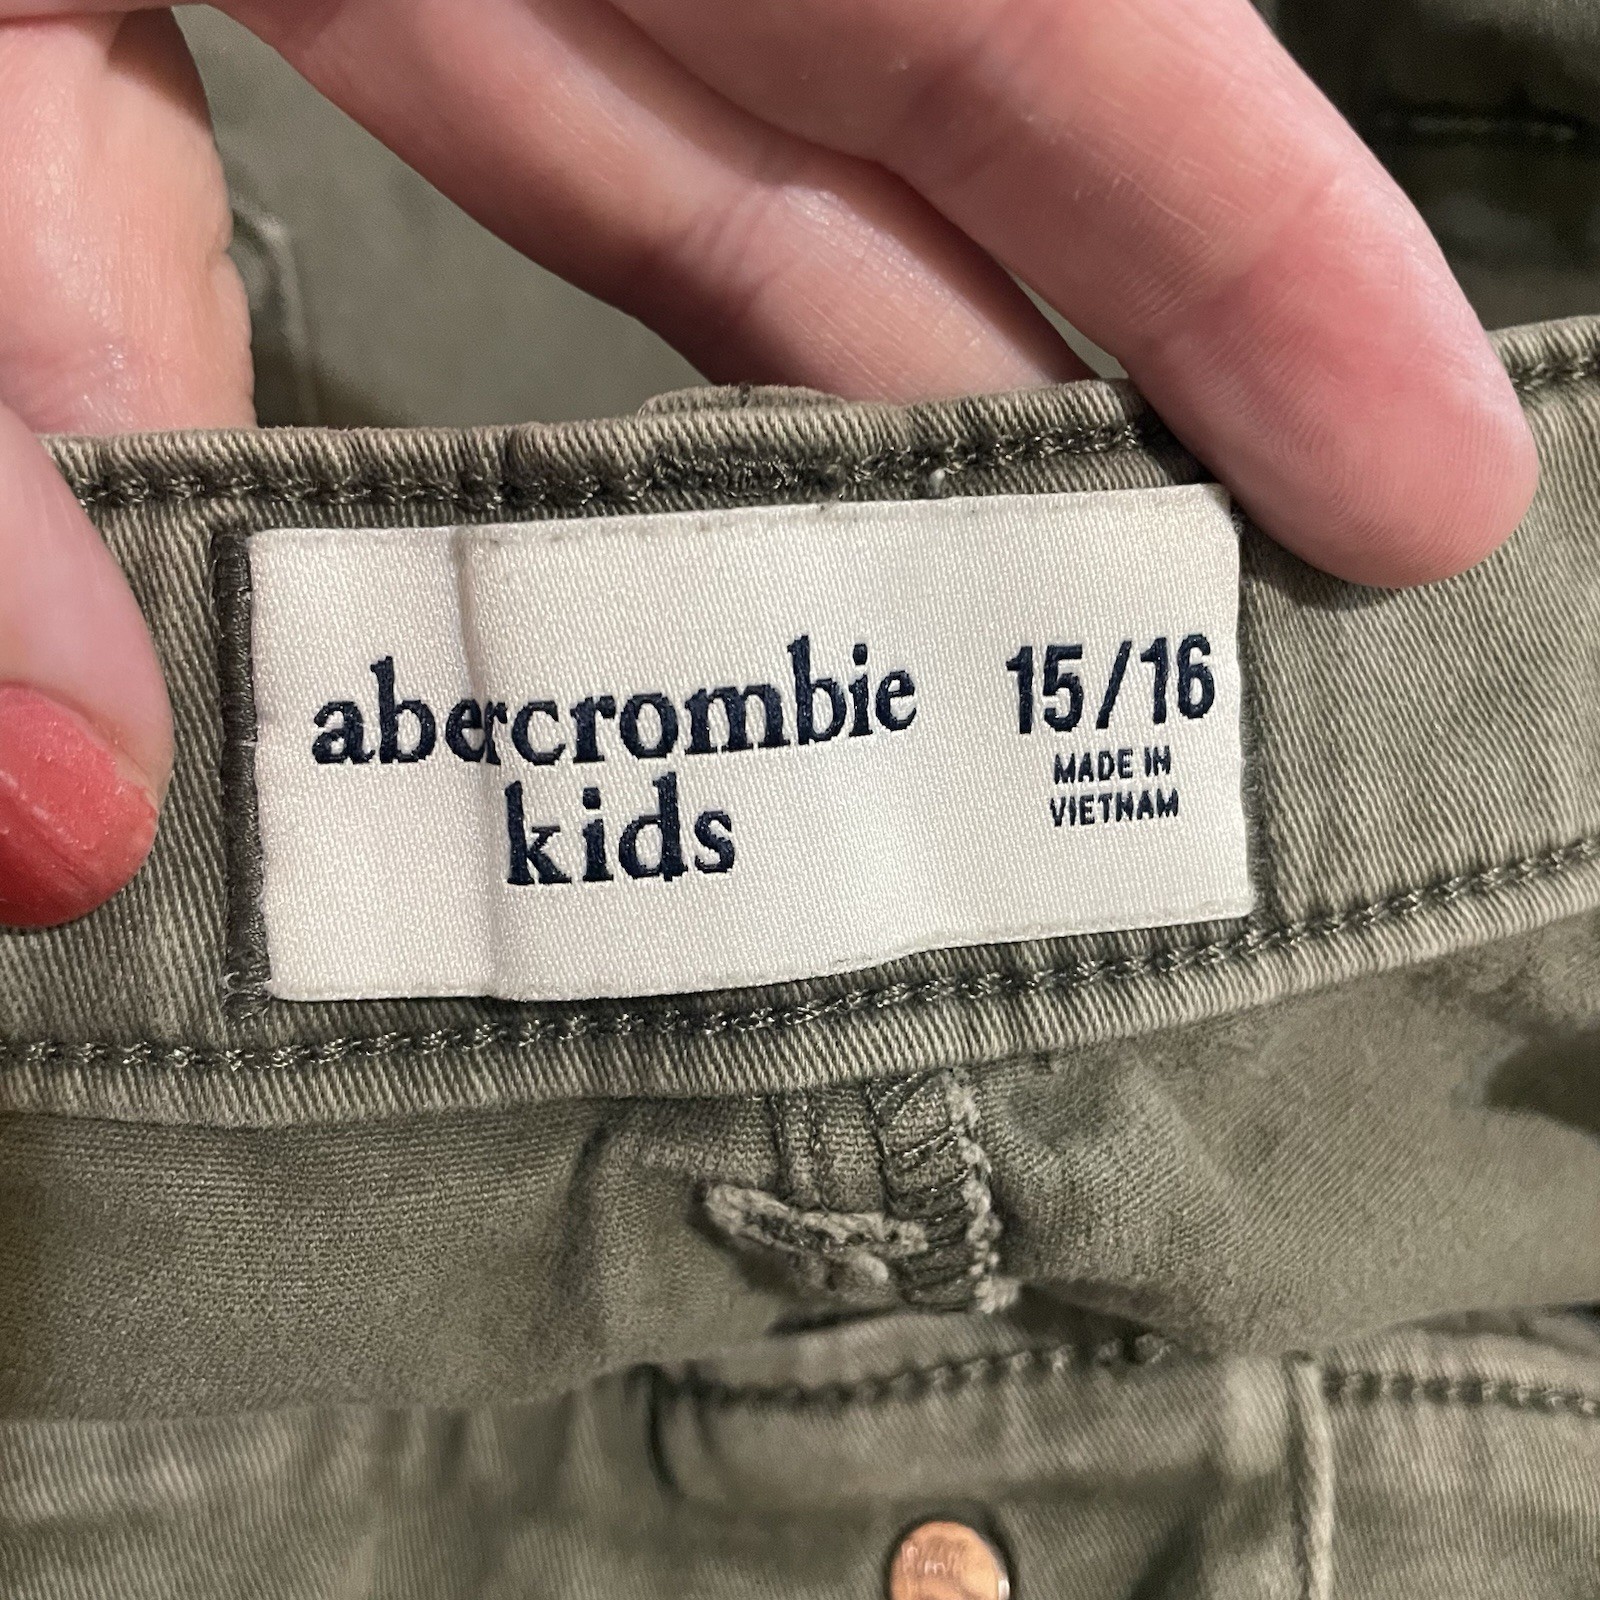 abercrombie
kids
15/16
MADE IN
VIETNAM